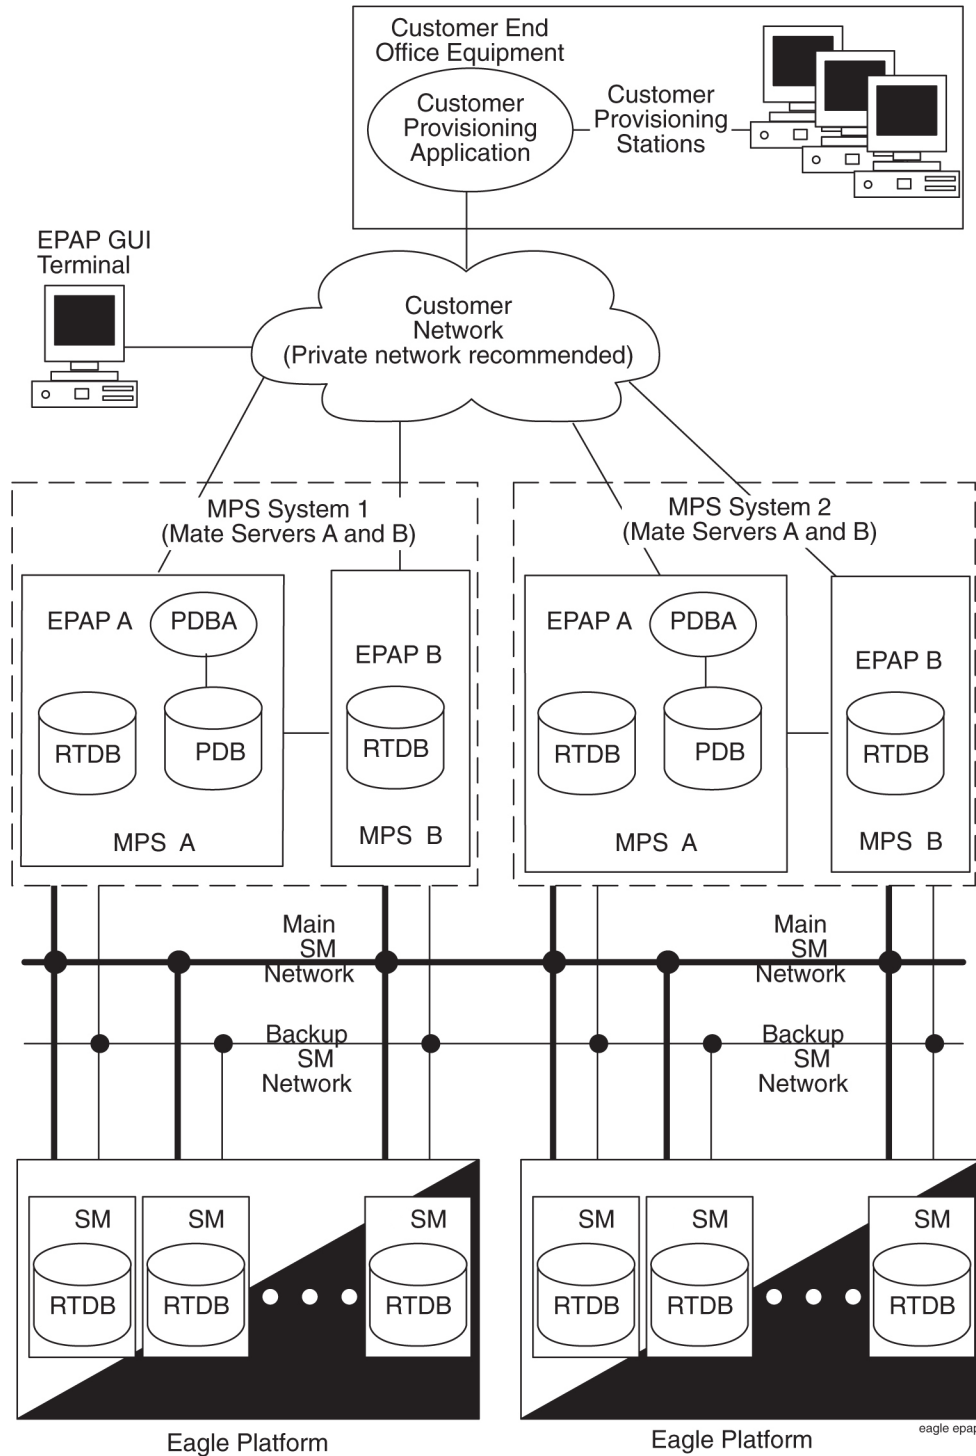 Customer End
Office Equipment
Customer
Provisioning
Application
Customer
Provisioning
Stations
EPAP GUI
Terminal
Customer
Network
(Private network recommended)
MPS System 1
(Mate Servers A and B)
EPAP A
PDBA
EPAP B
RTDB
PDB
RTDB
MPS A
MPS B
MPS System 2
(Mate Servers A and B)
EPAP A
PDBA
EPAP B
RTDB
PDB
RTDB
MPS A
MPS B
Main
SM
Network
Main
SM
Network
Backup
SM
Network
Backup
SM
Network
SM
SM
SM
RTDB
RTDB
RTDB
Eagle Platform
SM
SM
SM
RTDB
RTDB
RTDB
Eagle Platform
eagle epap